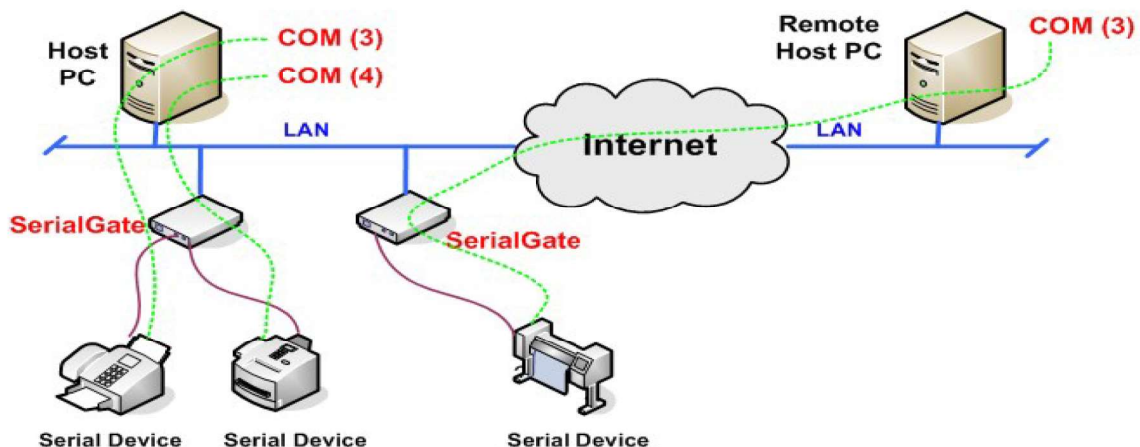 Host
PC
COM (3)
COM (4)
Remote
Host PC
COM (3)
LAN
Internet
LAN
SerialGate
SerialGate
Serial Device
Serial Device
Serial Device